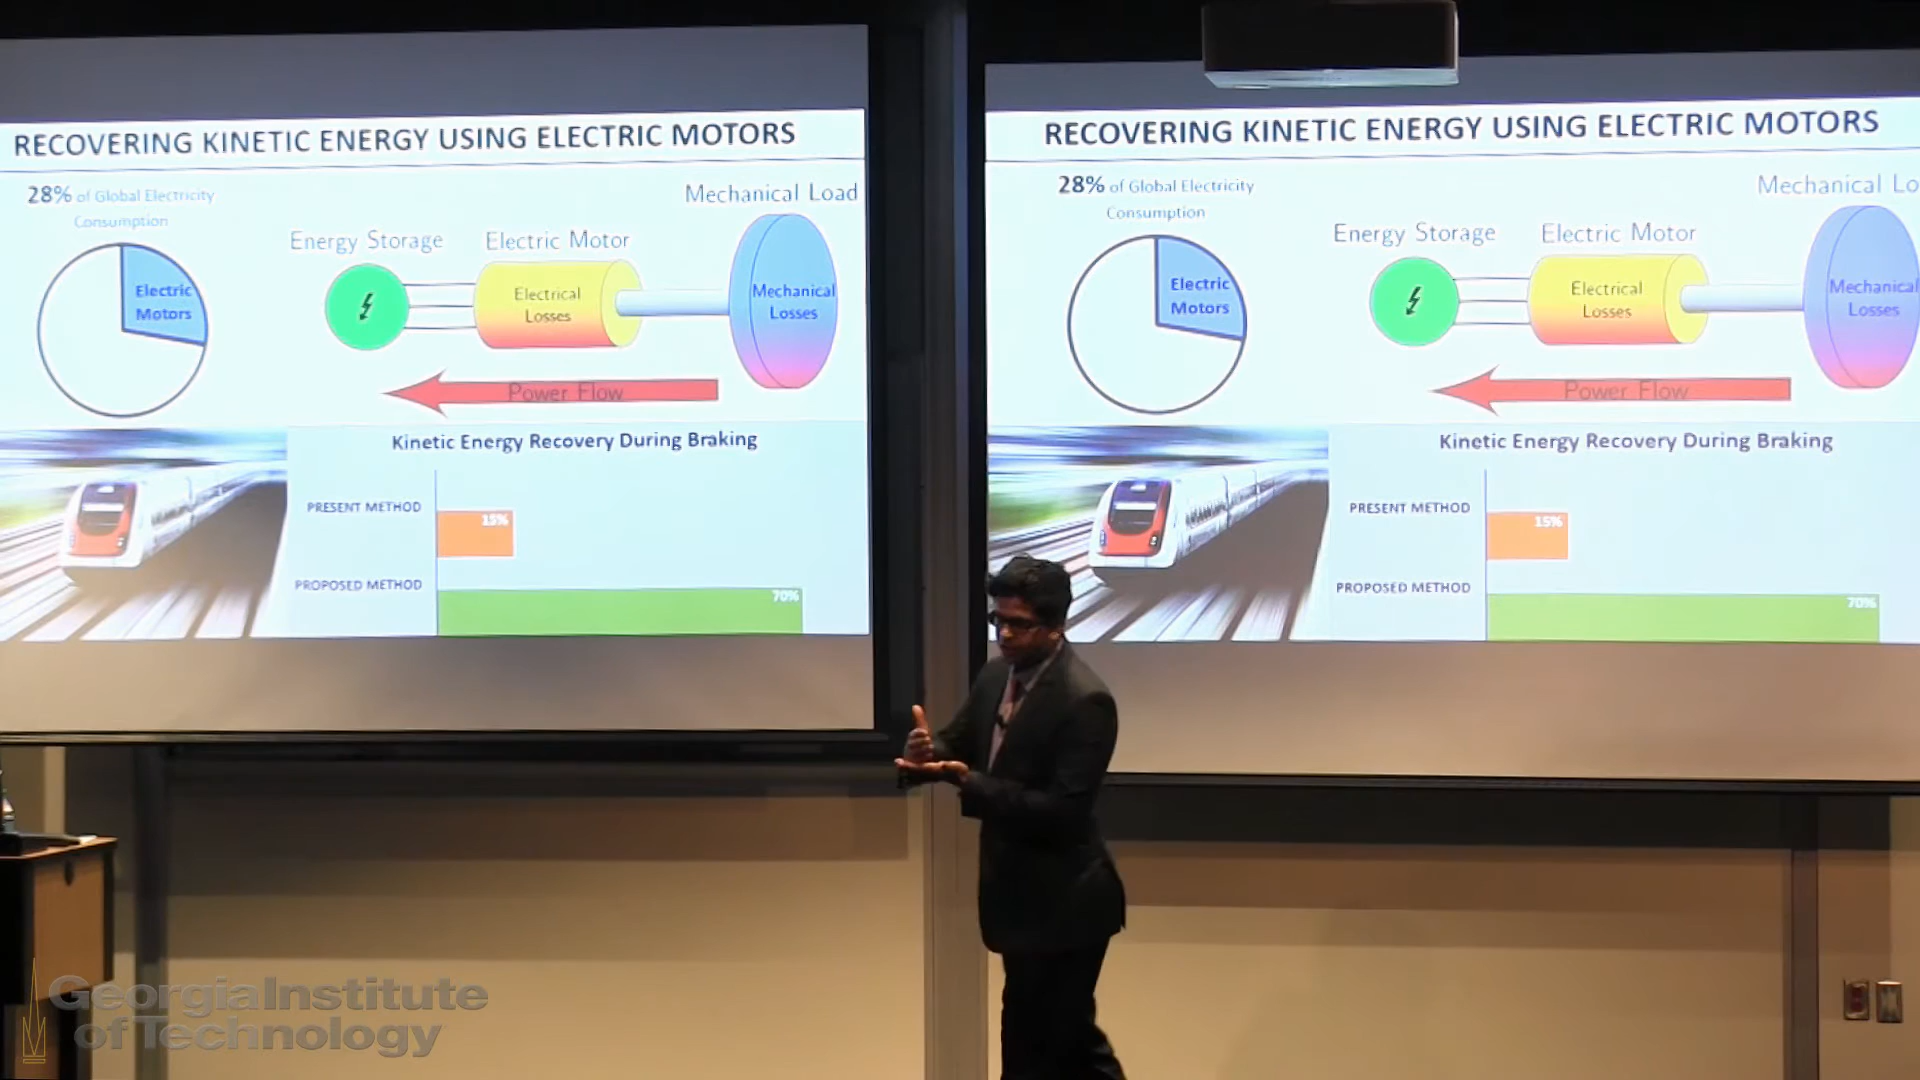 RECOVERING KINETIC ENERGY USING ELECTRIC MOTORS
28% of Global Electricity
Consumption
Electric
Motors
Energy Storage
Electric Motor
Mechanical Load
Electrical
Losses
Mechanical
Losses
Power Flow
Kinetic Energy Recovery During Braking
PRESENT METHOD
15%
PROPOSED METHOD
70%
RECOVERING KINETIC ENERGY USING ELECTRIC MOTORS
28% of Global Electricity
Consumption
Electric
Motors
Energy Storage
Electric Motor
Mechanical Lo
Electrical
Losses
Mechanical
Losses
Power Flow
Kinetic Energy Recovery During Braking
PRESENT METHOD
15%
PROPOSED METHOD
70%
Georgia Institute
of Technology